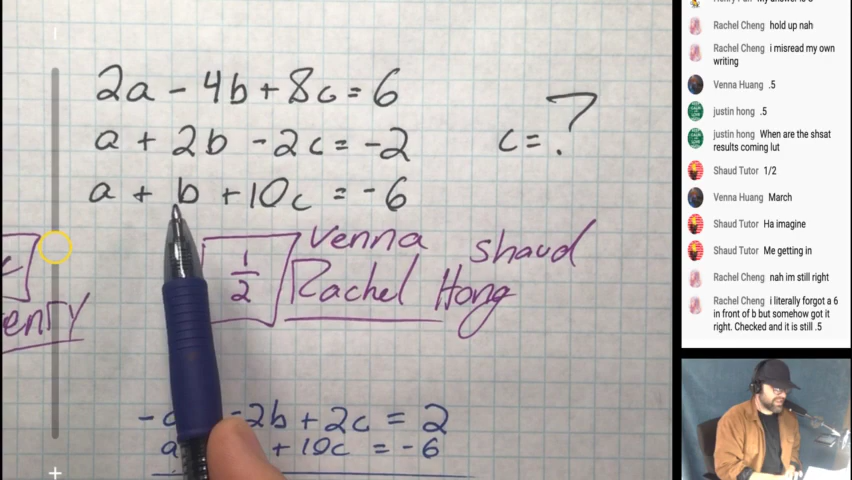 2a - 4b + 8c = 6
a + 2b - 2c = -2
a + b + 10c = -6
c = ?
Venna
shaud
1/2
Rachel Hong
-2b + 2c = 2
a + 10c = -6
Rachel Cheng hold up nah
Rachel Cheng i misread my own
writing
Venna Huang .5
justin hong .5
justin hong When are the shsat
results coming lut
Shaud Tutor 1/2
Venna Huang March
Shaud Tutor Ha imagine
Shaud Tutor Me getting in
Rachel Cheng nah im still right
Rachel Cheng i literally forgot a 6
in front of b but somehow got it
right. Checked and it is still .5